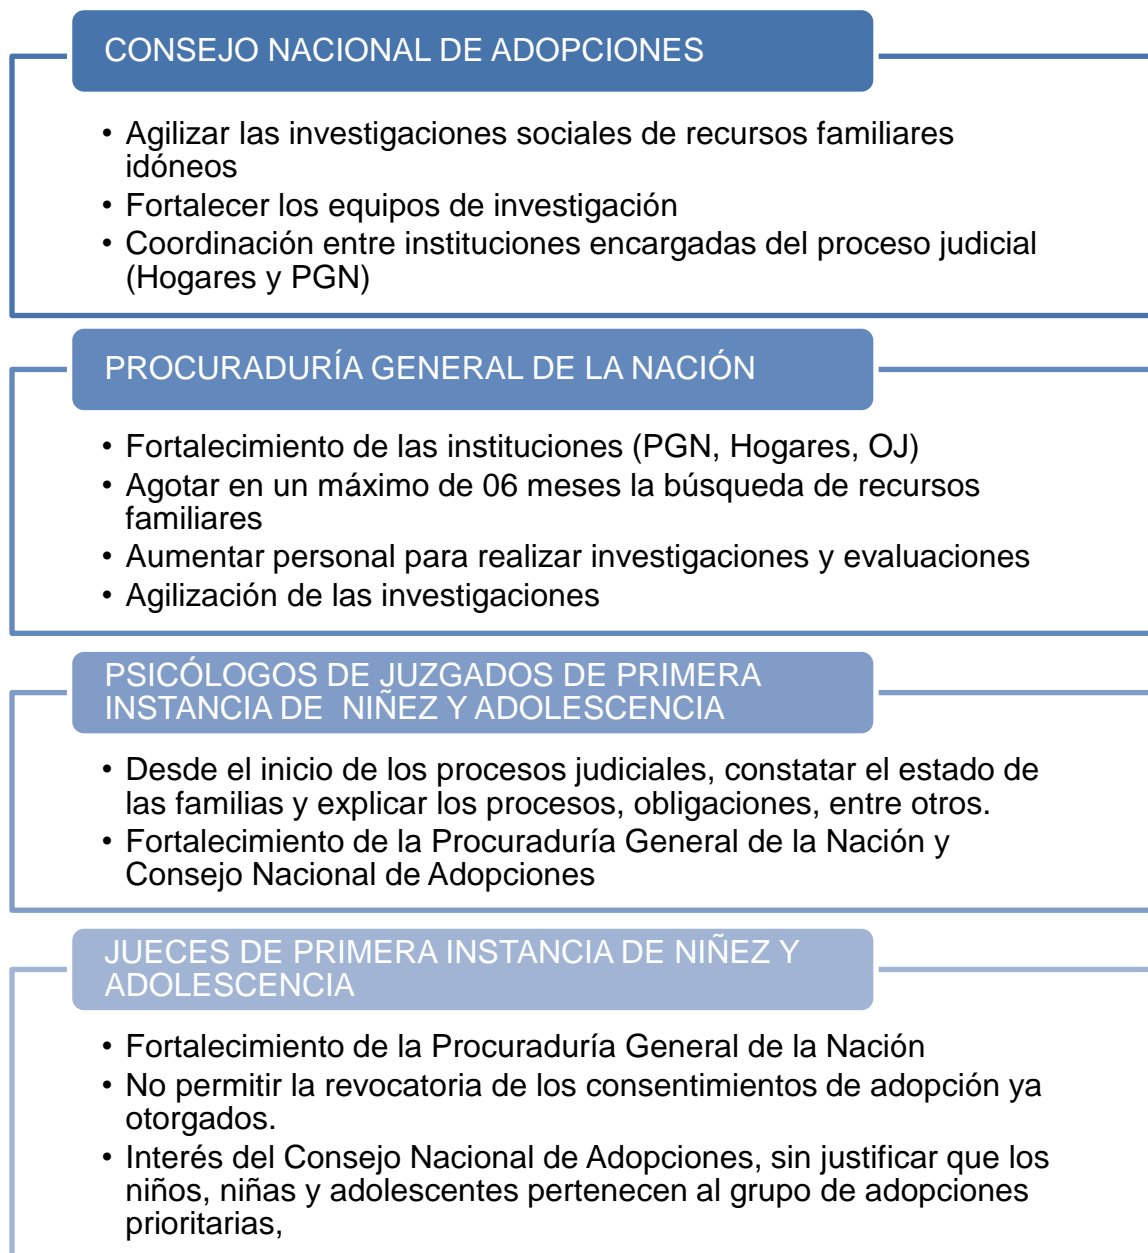 CONSEJO NACIONAL DE ADOPCIONES
• Agilizar las investigaciones sociales de recursos familiares
idóneos
• Fortalecer los equipos de investigación
• Coordinación entre instituciones encargadas del proceso judicial
(Hogares y PGN)
PROCURADURÍA GENERAL DE LA NACIÓN
• Fortalecimiento de las instituciones (PGN, Hogares, OJ)
• Agotar en un máximo de 06 meses la búsqueda de recursos
familiares
• Aumentar personal para realizar investigaciones y evaluaciones
• Agilización de las investigaciones
PSICÓLOGOS DE JUZGADOS DE PRIMERA
INSTANCIA DE NIÑEZ Y ADOLESCENCIA
• Desde el inicio de los procesos judiciales, constatar el estado de
las familias y explicar los procesos, obligaciones, entre otros.
• Fortalecimiento de la Procuraduría General de la Nación y
Consejo Nacional de Adopciones
JUECES DE PRIMERA INSTANCIA DE NIÑEZ Y
ADOLESCENCIA
• Fortalecimiento de la Procuraduría General de la Nación
• No permitir la revocatoria de los consentimientos de adopción ya
otorgados.
• Interés del Consejo Nacional de Adopciones, sin justificar que los
niños, niñas y adolescentes pertenecen al grupo de adopciones
prioritarias,